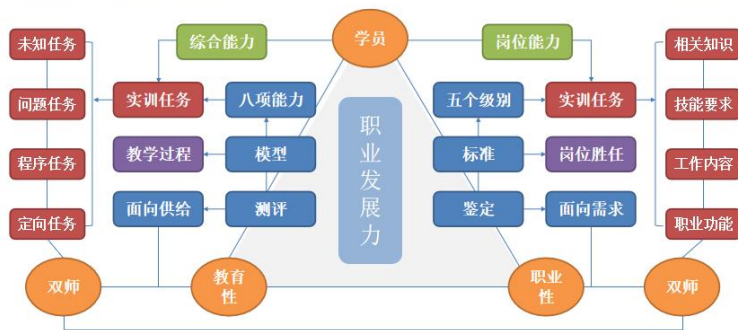 学员
综合能力
岗位能力
未知任务
相关知识
实训任务
八项能力
五个级别
实训任务
问题任务
技能要求
教学过程
模型
职业发展力
标准
岗位胜任
程序任务
工作内容
面向供给
测评
鉴定
面向需求
定向任务
职业功能
双师
教育
性
职业
性
双师